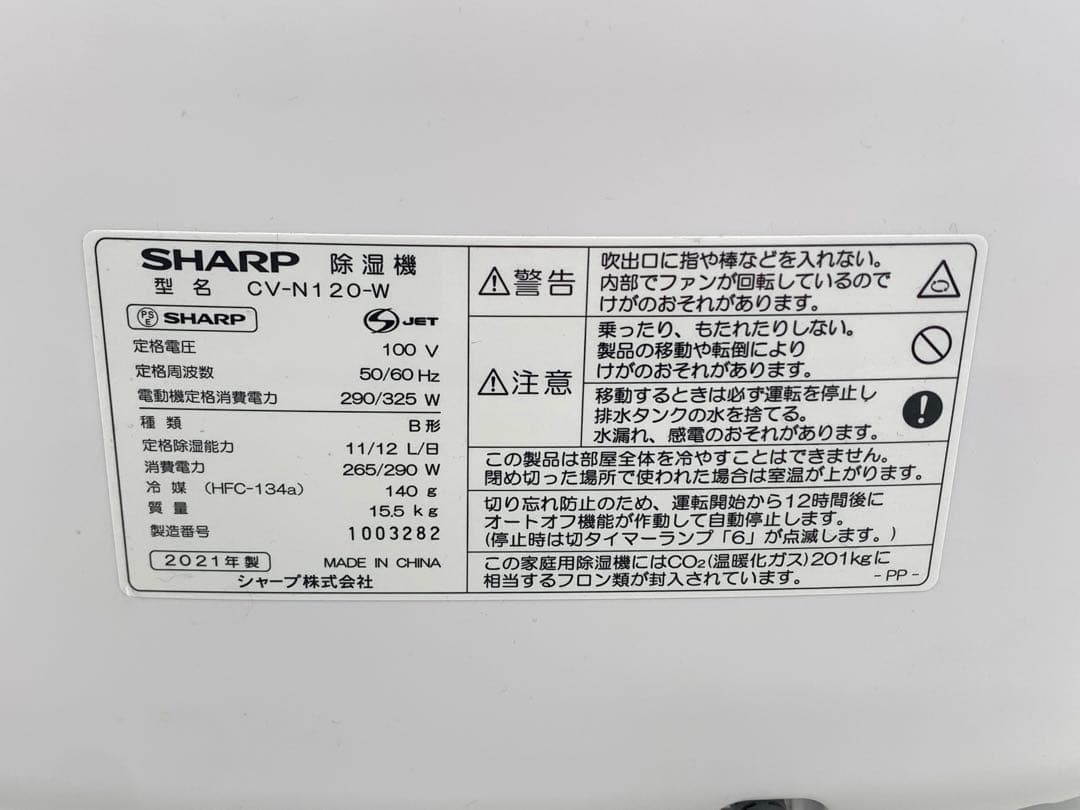 SHARP 除湿機
型名 CV-N120-W
PS E SHARP
S JET
定格電圧 100 V
定格周波数 50/60 Hz
電動機定格消費電力 290/325 W
種類 B形
定格除湿能力 11/12 L/日
消費電力 265/290 W
冷媒 (HFC-134a) 140 g
質量 15.5 kg
製造番号 1003282
2021年製 MADE IN CHINA
シャープ株式会社
警告
吹出口に指や棒などを入れない。
内部でファンが回転しているので
けがのおそれがあります。
注意
乗ったり、もたれたりしない。
製品の移動や転倒により
けがのおそれがあります。
移動するときは必ず運転を停止し
排水タンクの水を捨てる。
水漏れ、感電のおそれがあります。
この製品は部屋全体を冷やすことはできません。
閉め切った場所で使われた場合は室温が上がります。
切り忘れ防止のため、運転開始から12時間後に
オートオフ機能が作動して自動停止します。
(停止時は切タイマーランプ「6」が点滅します。)
この家庭用除湿機にはCO₂(温暖化ガス)201kgに
相当するフロン類が封入されています。
-PP-